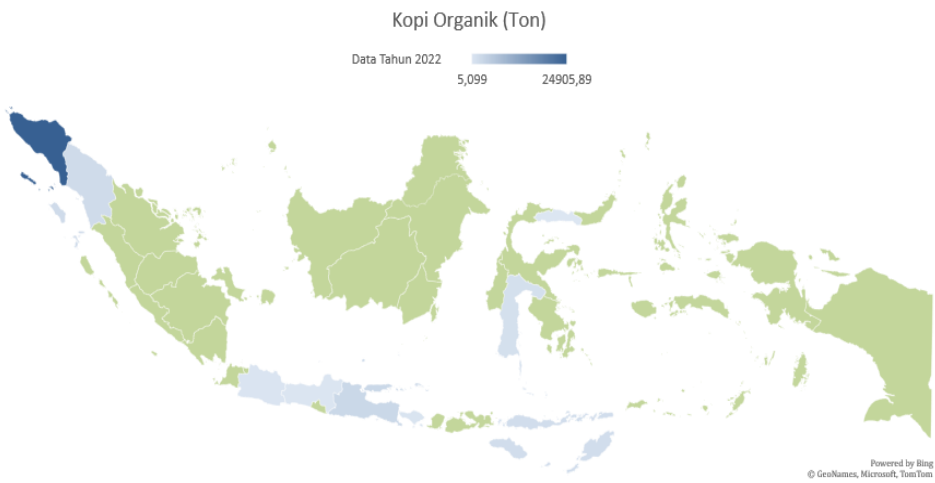 Kopi Organik (Ton)
Data Tahun 2022
5,099 24905,89
Powered by Bing
© GeoNames, Microsoft, TomTom